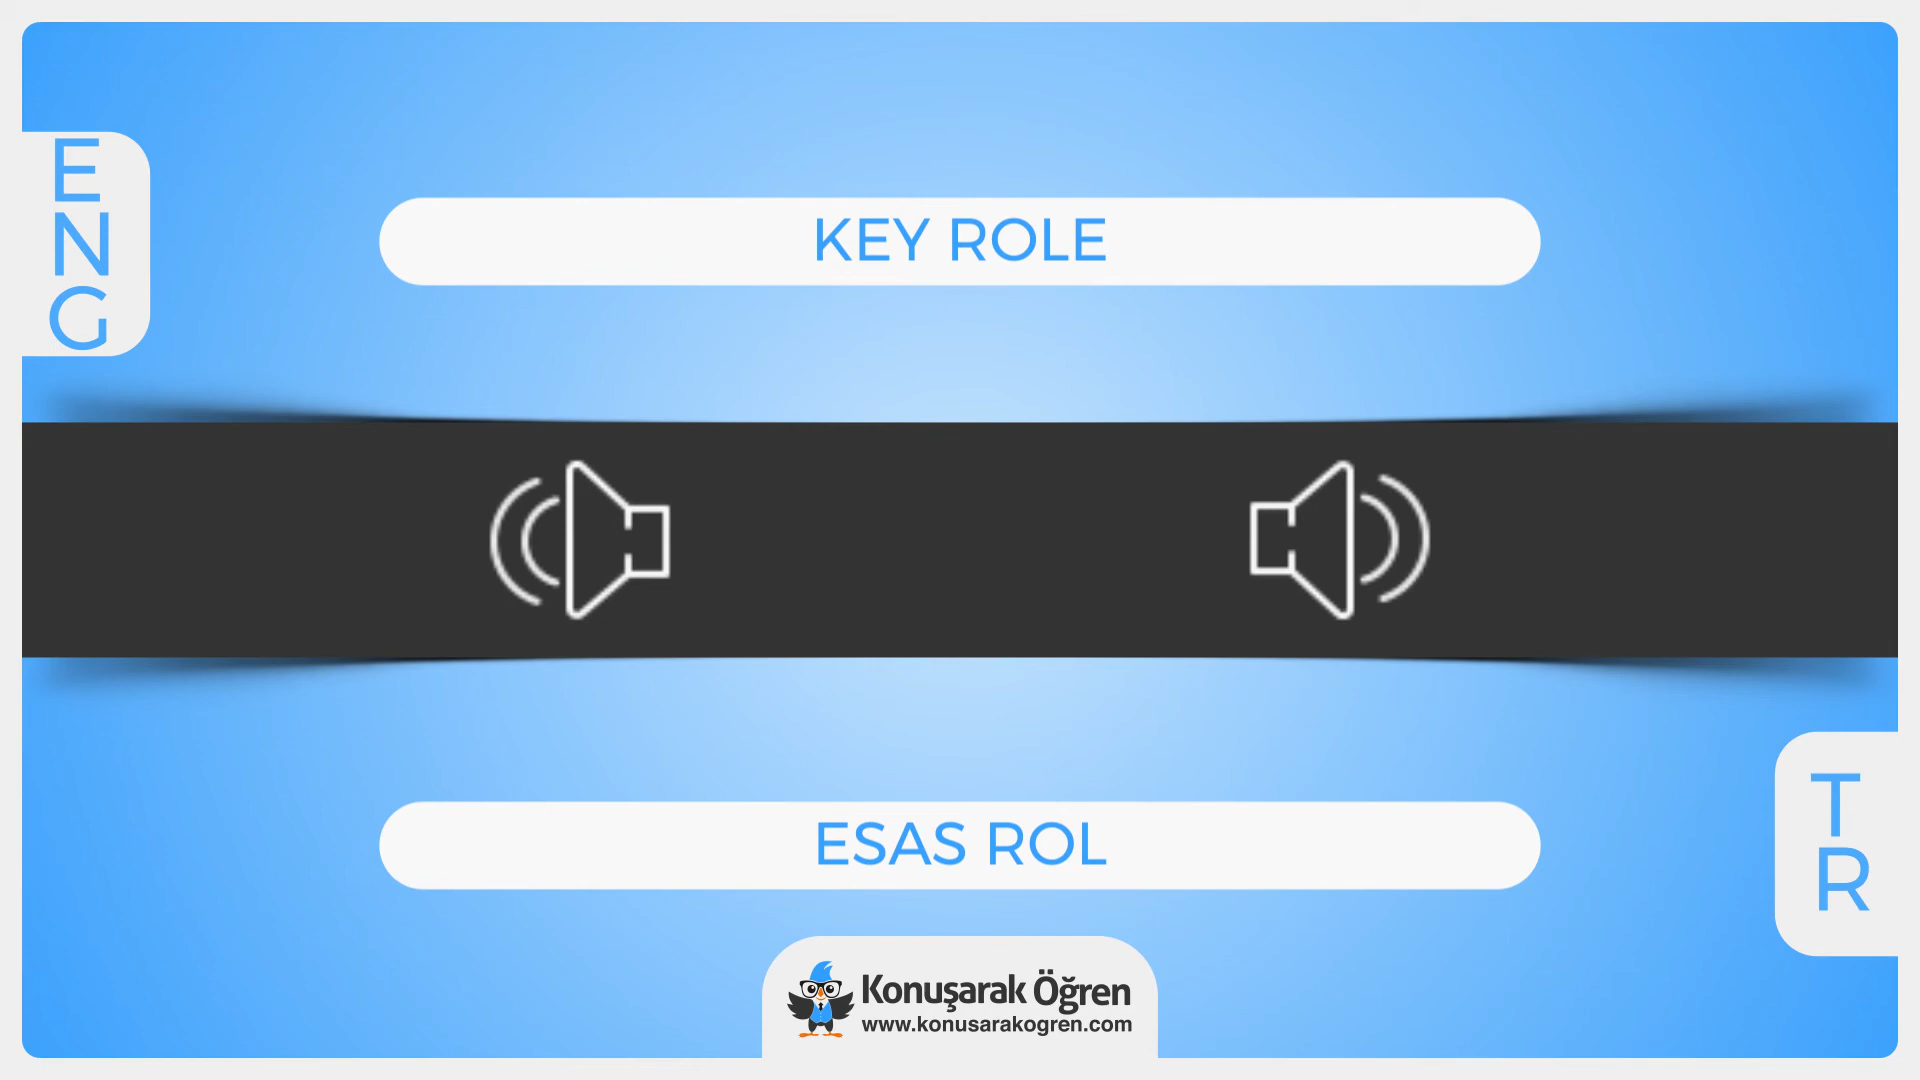 ENG
KEY ROLE
ESAS ROL
TR
Konuşarak Öğren
www.konusarakogren.com